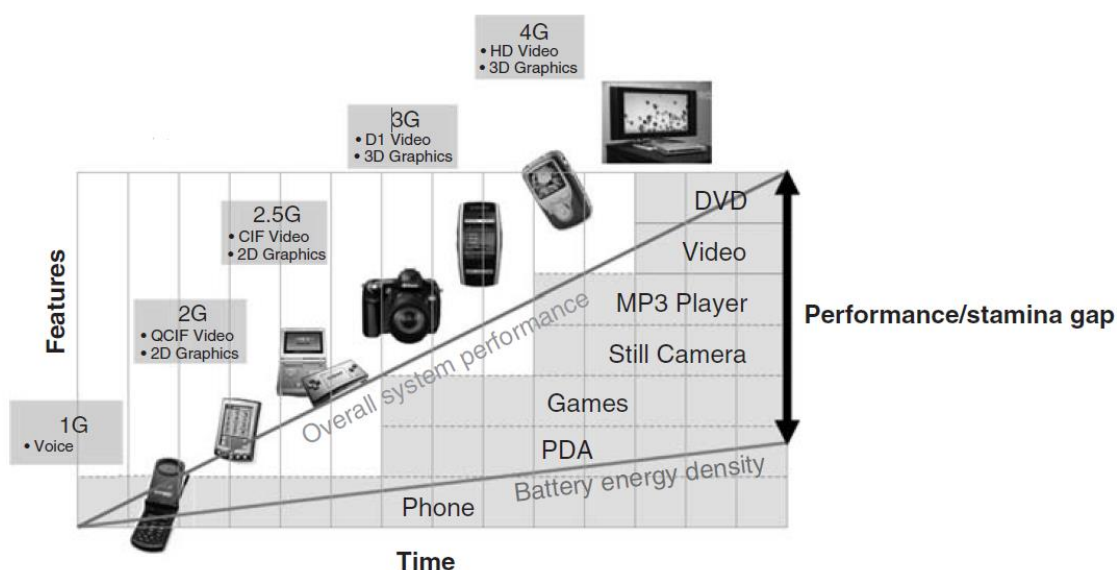 4G
• HD Video
• 3D Graphics
3G
• D1 Video
• 3D Graphics
2.5G
• CIF Video
• 2D Graphics
2G
• QCIF Video
• 2D Graphics
1G
• Voice
Features
DVD
Video
MP3 Player
Still Camera
Games
PDA
Phone
Overall system performance
Battery energy density
Performance/stamina gap
Time